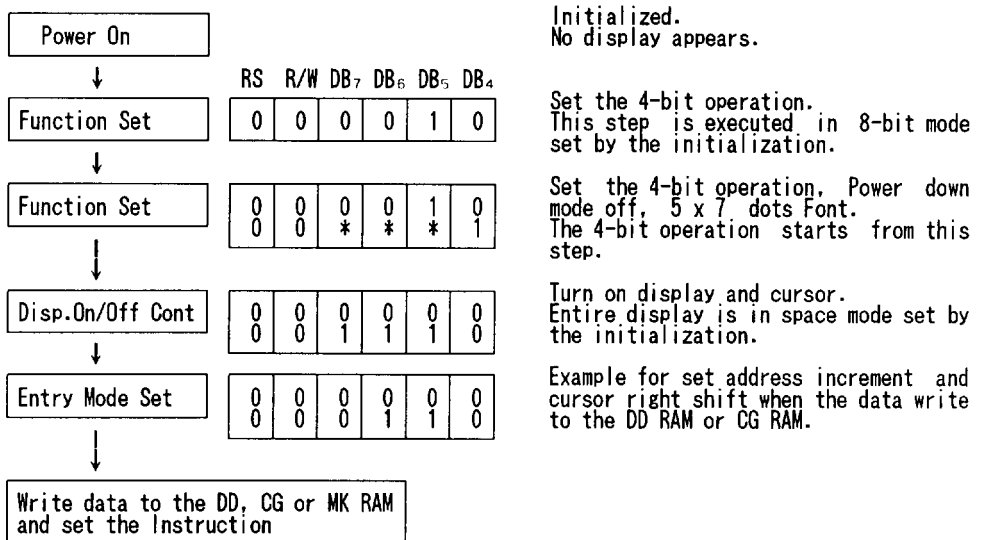 Power On
Initialized.
No display appears.
RS R/W DB₇ DB₆ DB₅ DB₄
Function Set
0 0 0 0 1 0
Set the 4-bit operation.
This step is executed in 8-bit mode
set by the initialization.
Function Set
0 0 0 0 1 0
0 0 * * * 1
Set the 4-bit operation, Power down
mode off, 5 x 7 dots Font.
The 4-bit operation starts from this
step.
Disp.On/Off Cont
0 0 0 0 0 0
0 0 1 1 1 0
Turn on display and cursor.
Entire display is in space mode set by
the initialization.
Entry Mode Set
0 0 0 0 0 0
0 0 0 1 1 0
Example for set address increment and
cursor right shift when the data write
to the DD RAM or CG RAM.
Write data to the DD, CG or MK RAM
and set the Instruction